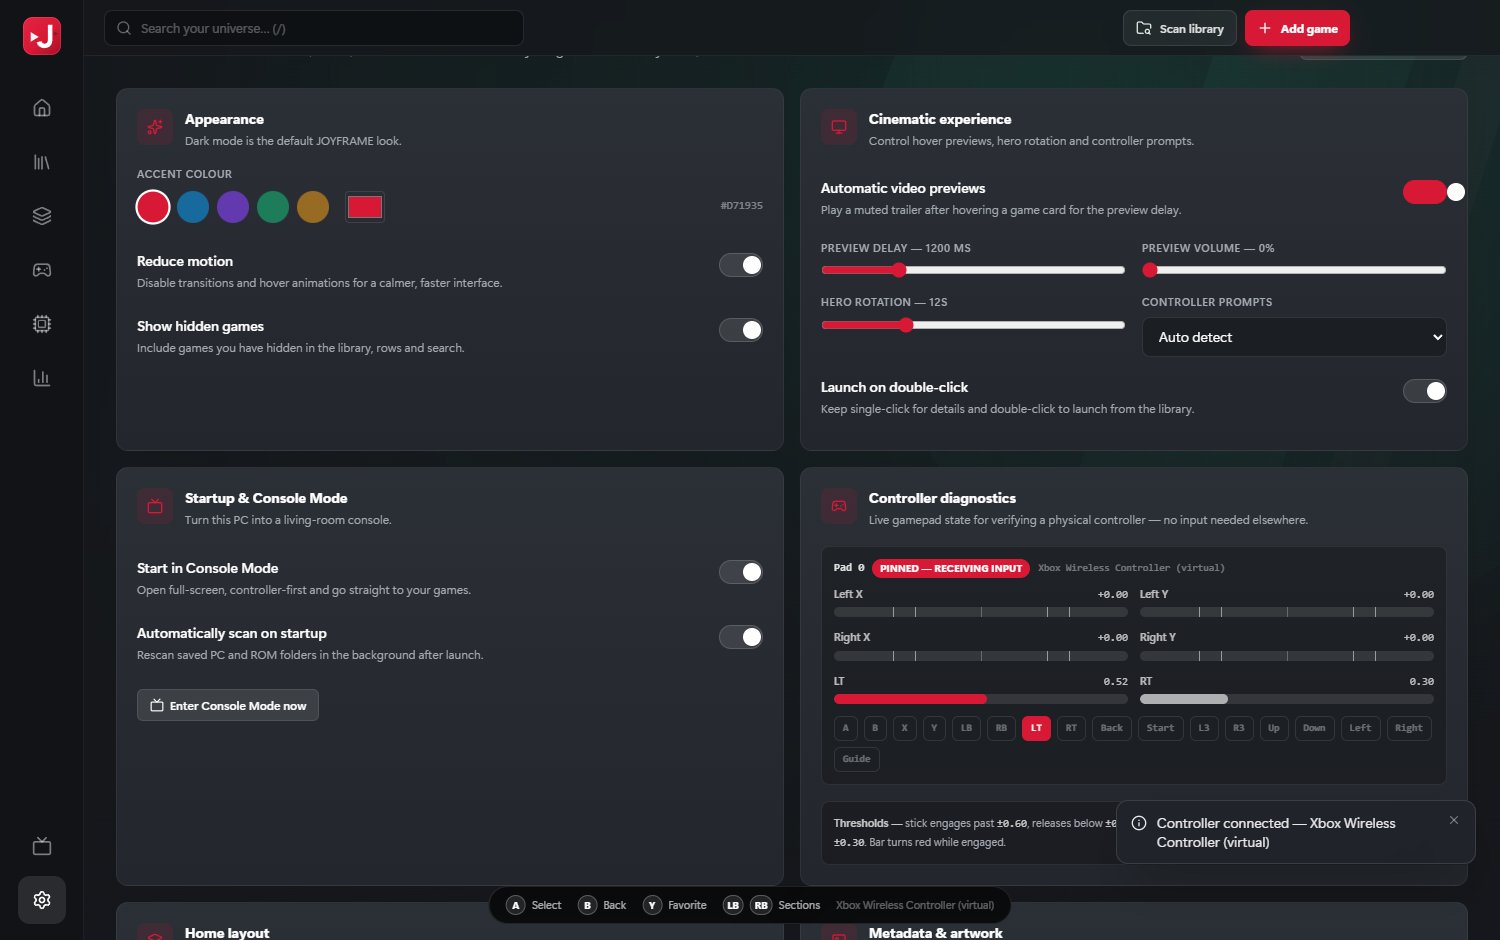 Search your universe... (/)
Scan library
Add game
Appearance
Dark mode is the default JOYFRAME look.
ACCENT COLOUR
#D71935
Reduce motion
Disable transitions and hover animations for a calmer, faster interface.
Show hidden games
Include games you have hidden in the library, rows and search.
Cinematic experience
Control hover previews, hero rotation and controller prompts.
Automatic video previews
Play a muted trailer after hovering a game card for the preview delay.
PREVIEW DELAY — 1200 MS
PREVIEW VOLUME — 0%
HERO ROTATION — 12S
CONTROLLER PROMPTS
Auto detect
Launch on double-click
Keep single-click for details and double-click to launch from the library.
Startup & Console Mode
Turn this PC into a living-room console.
Start in Console Mode
Open full-screen, controller-first and go straight to your games.
Automatically scan on startup
Rescan saved PC and ROM folders in the background after launch.
Enter Console Mode now
Controller diagnostics
Live gamepad state for verifying a physical controller — no input needed elsewhere.
Pad 0 PINNED — RECEIVING INPUT Xbox Wireless Controller (virtual)
Left X +0.00 Left Y +0.00
Right X +0.00 Right Y +0.00
LT 0.52 RT 0.30
A B X Y LB RB LT RT Back Start L3 R3 Up Down Left Right
Guide
Thresholds — stick engages past ±0.60, releases below
±0.30. Bar turns red while engaged.
Controller connected — Xbox Wireless
Controller (virtual)
A Select B Back Y Favorite LB RB Sections Xbox Wireless Controller (virtual)
Home layout
Metadata & artwork